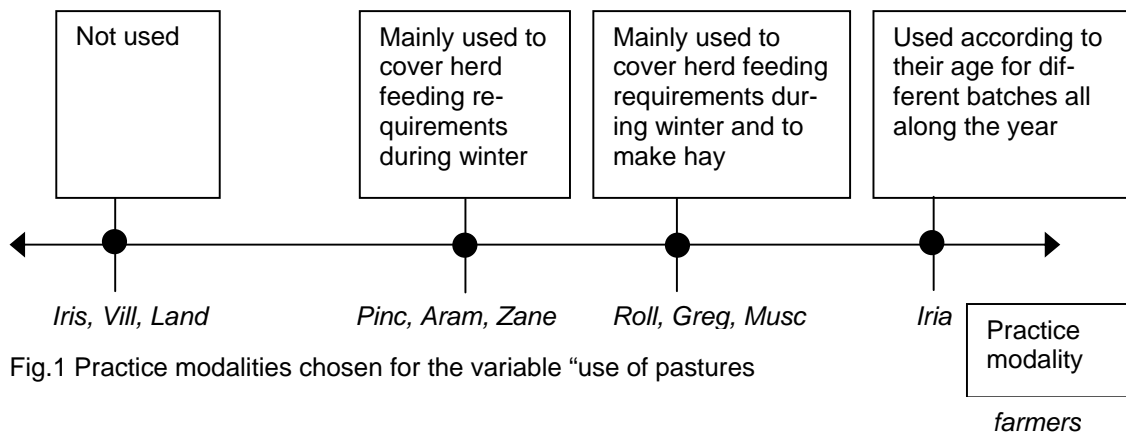 Not used
Mainly used to
cover herd
feeding re-
quirements
during winter
Mainly used to
cover herd feeding
requirements dur-
ing winter and to
make hay
Used according to
their age for dif-
ferent batches all
along the year
Iris, Vill, Land
Pinc, Aram, Zane
Roll, Greg, Musc
Iria
Practice
modality
Fig.1 Practice modalities chosen for the variable “use of pastures
farmers